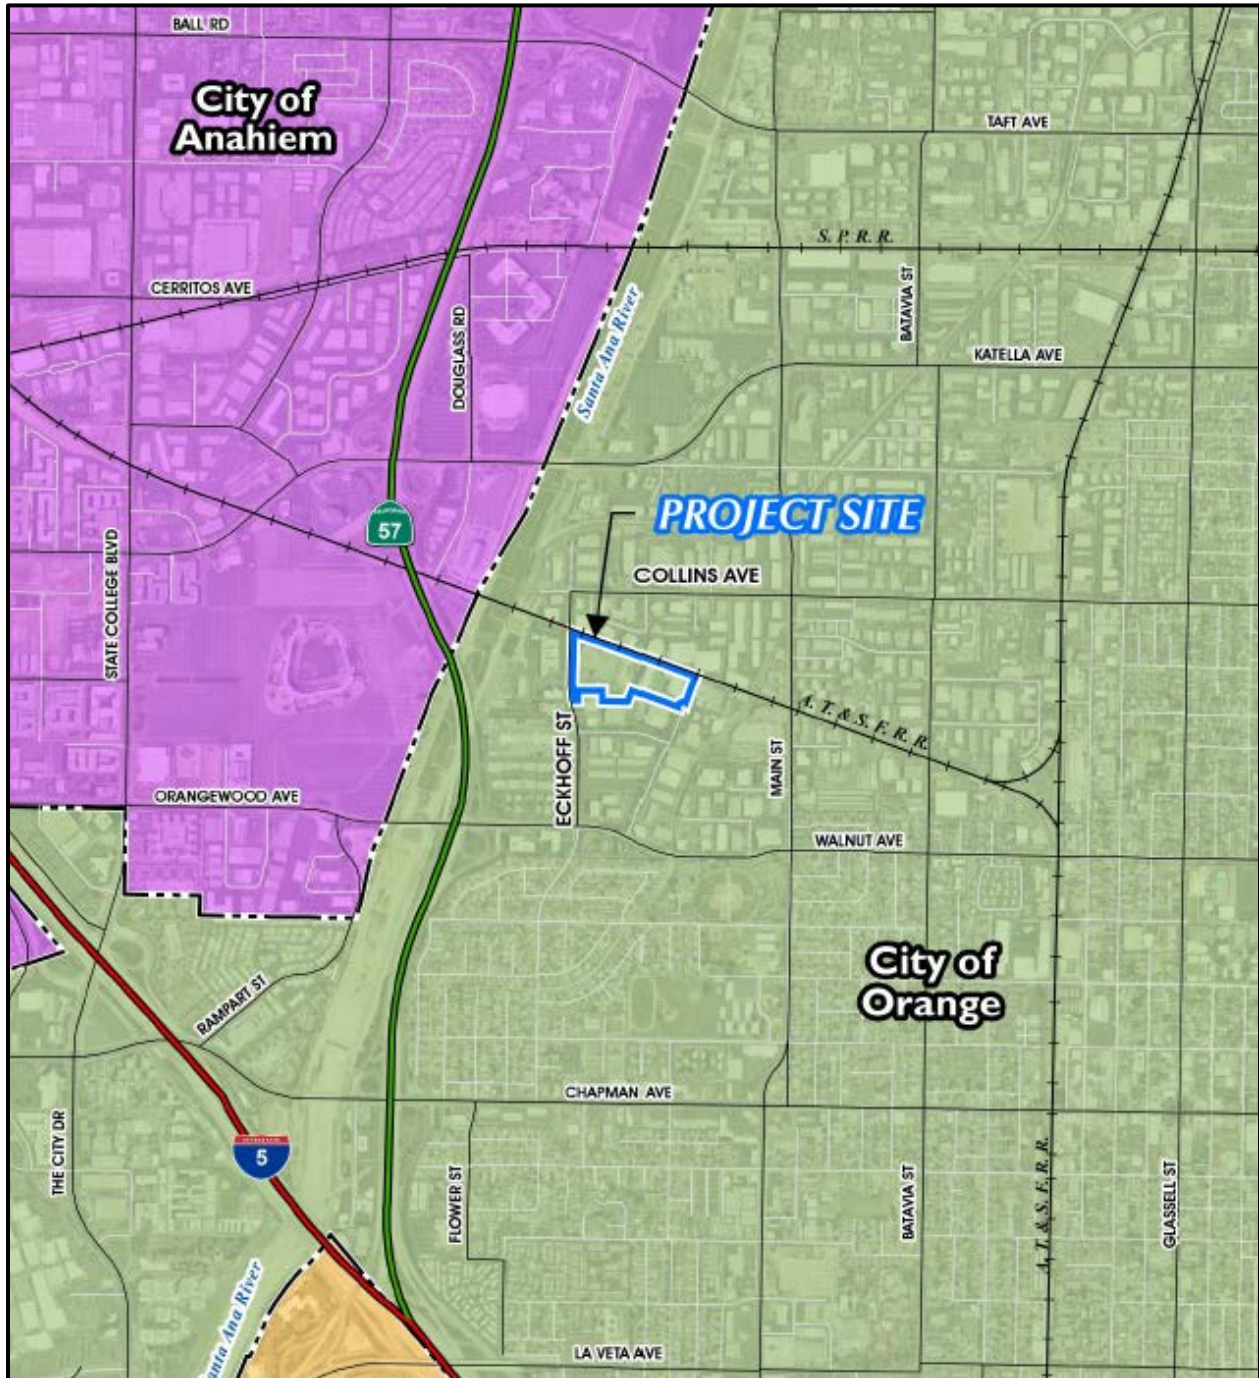 BALL RD
City of
Anahiem
TAFT AVE
S. P. R. R.
CERRITOS AVE
Santa Ana River
BATAVIA ST
DOUGLASS RD
KATELLA AVE
PROJECT SITE
57
STATE COLLEGE BLVD
COLLINS AVE
A. T. & S. F. R. R.
ECKHOFF ST
MAIN ST
ORANGEWOOD AVE
WALNUT AVE
City of
Orange
RAMPART ST
CHAPMAN AVE
THE CITY DR
5
FLOWER ST
BATAVIA ST
A. T. & S. F. R. R.
GLASSELL ST
Santa Ana River
LA VETA AVE